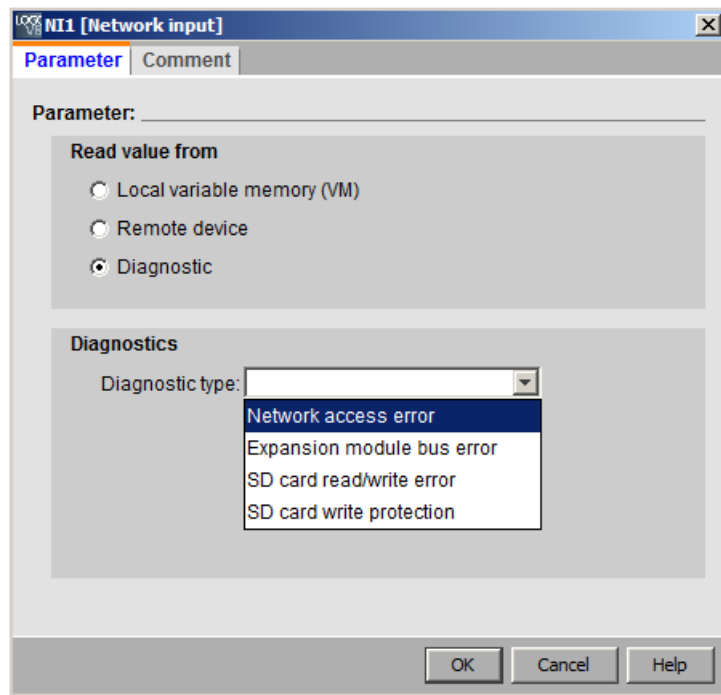 LOGO NI1 [Network input]
Parameter Comment
Parameter:
Read value from
Local variable memory (VM)
Remote device
Diagnostic
Diagnostics
Diagnostic type:
Network access error
Expansion module bus error
SD card read/write error
SD card write protection
OK Cancel Help